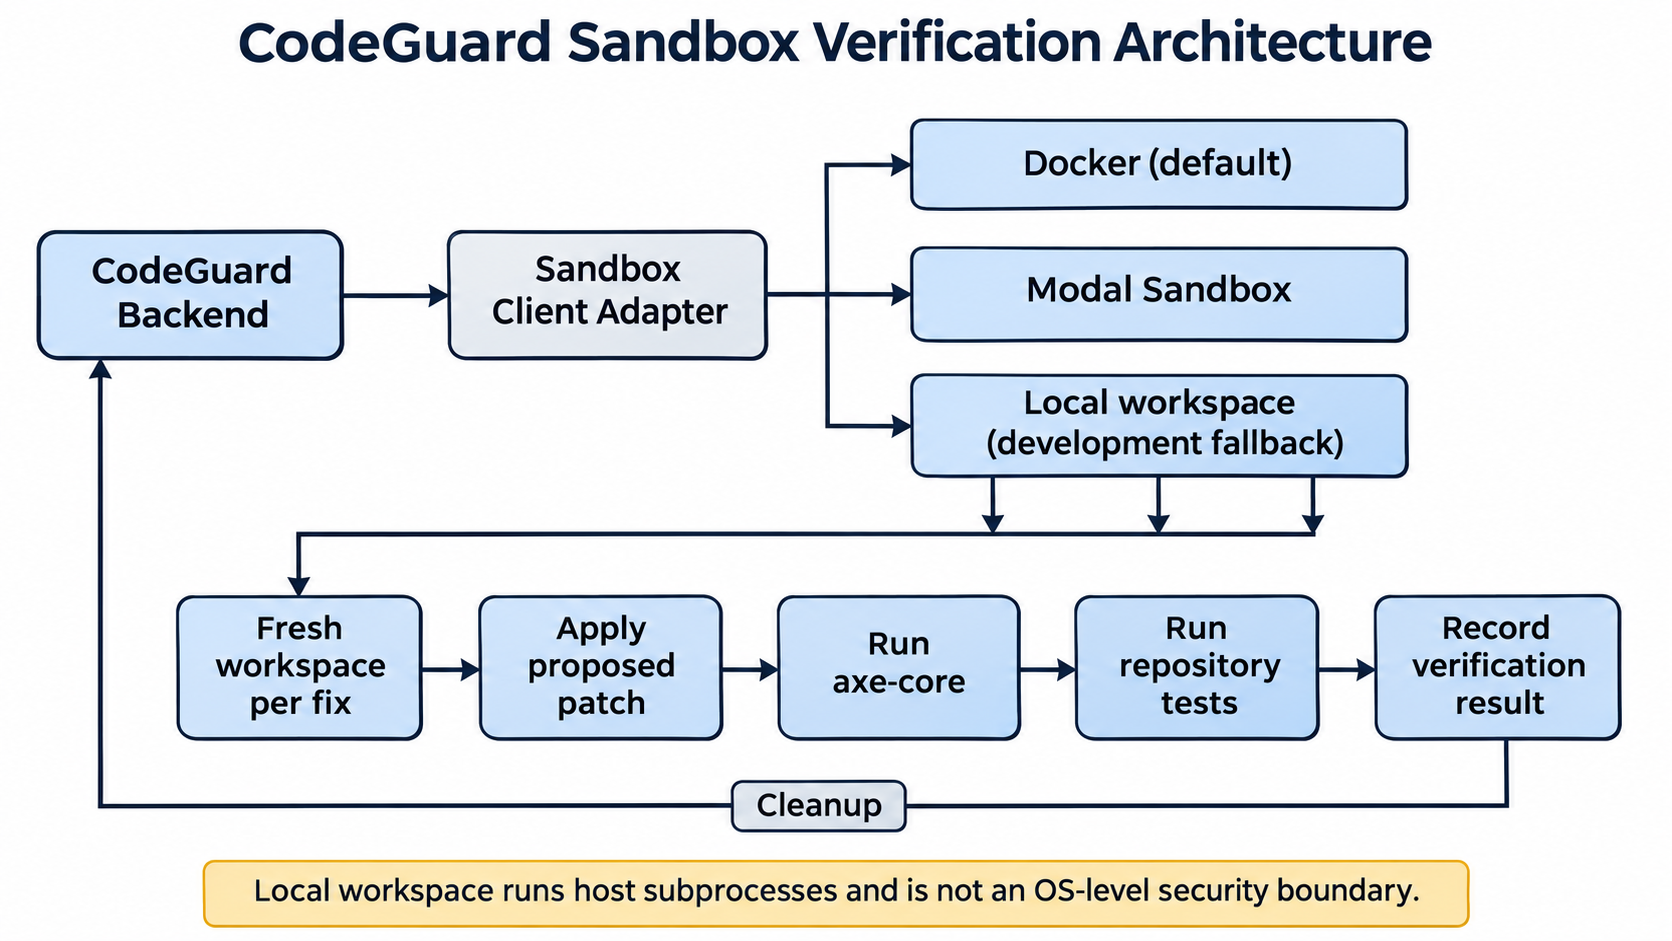 CodeGuard Sandbox Verification Architecture
Docker (default)
CodeGuard
Backend
Sandbox
Client Adapter
Modal Sandbox
Local workspace
(development fallback)
Fresh
workspace
per fix
Apply
proposed
patch
Run
axe-core
Run
repository
tests
Record
verification
result
Cleanup
Local workspace runs host subprocesses and is not an OS-level security boundary.